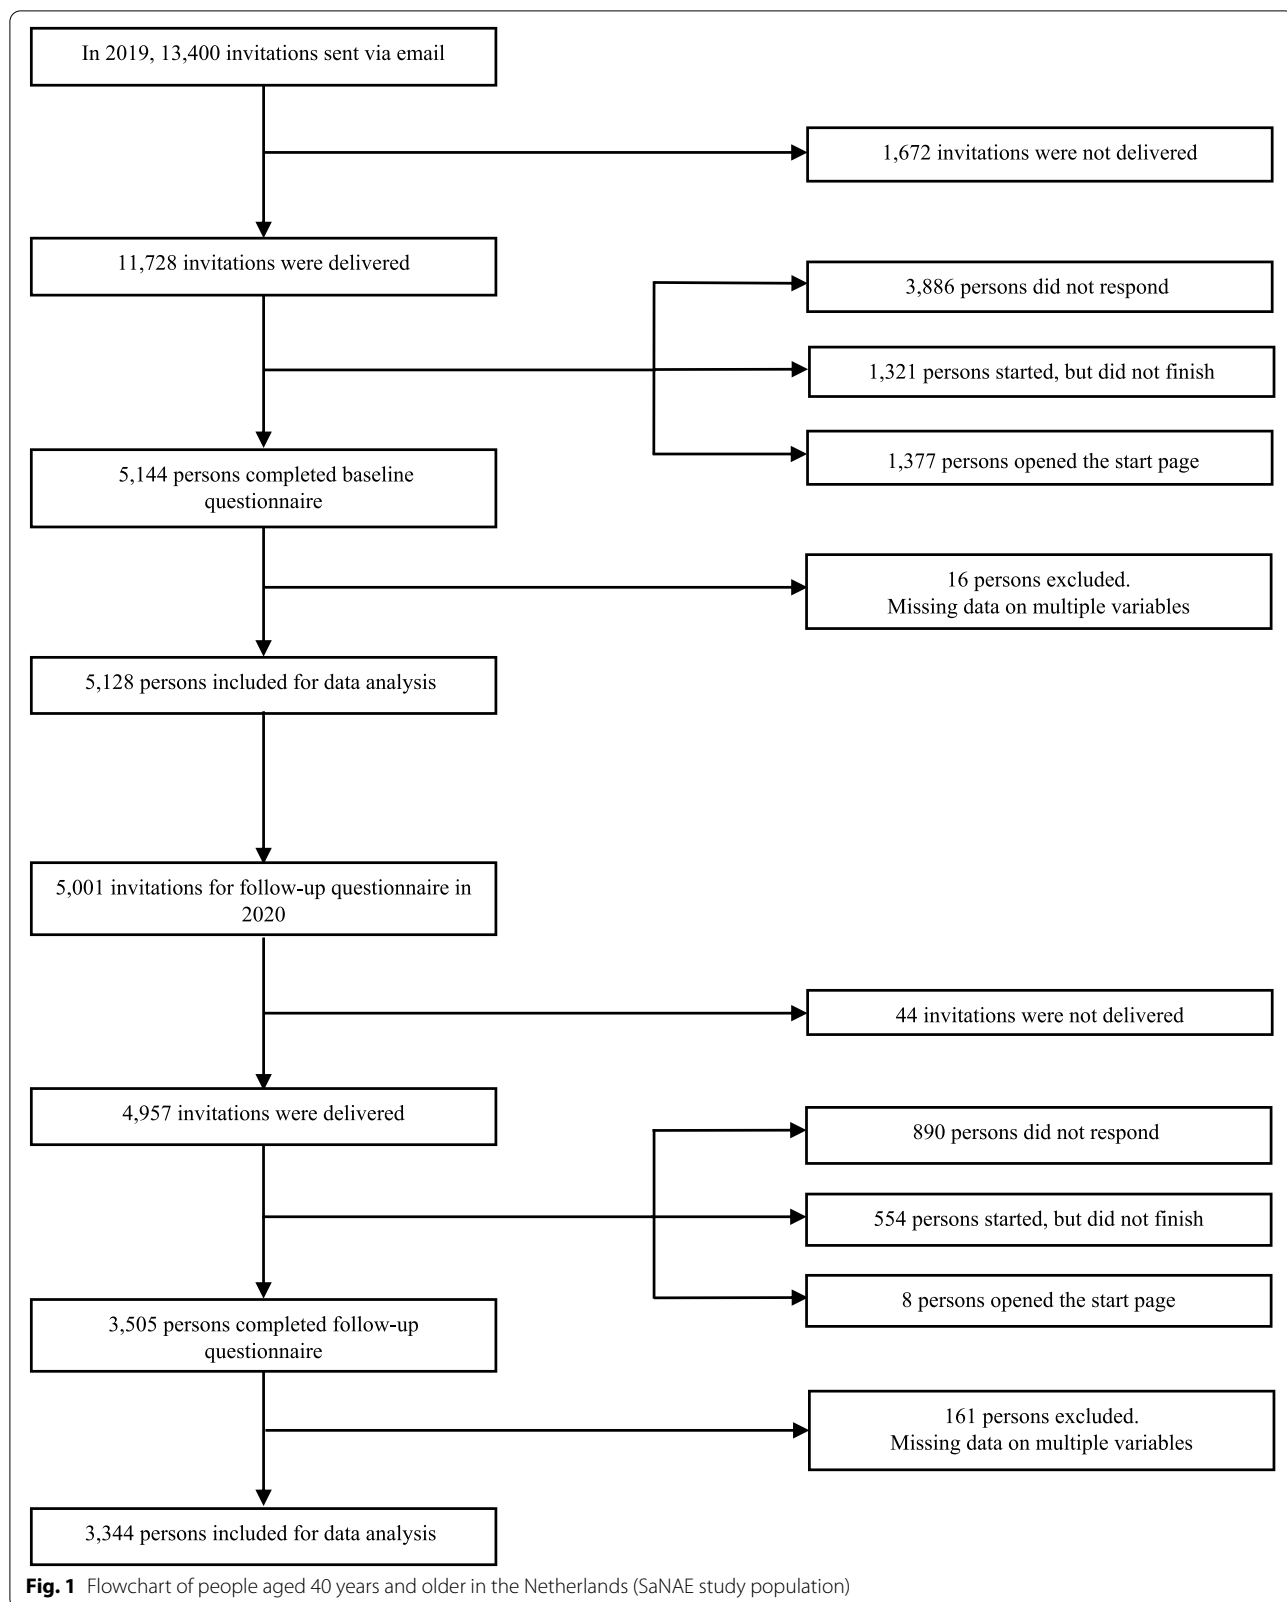 In 2019, 13,400 invitations sent via email
1,672 invitations were not delivered
11,728 invitations were delivered
3,886 persons did not respond
1,321 persons started, but did not finish
1,377 persons opened the start page
5,144 persons completed baseline
questionnaire
16 persons excluded.
Missing data on multiple variables
5,128 persons included for data analysis
5,001 invitations for follow-up questionnaire in
2020
44 invitations were not delivered
4,957 invitations were delivered
890 persons did not respond
554 persons started, but did not finish
8 persons opened the start page
3,505 persons completed follow-up
questionnaire
161 persons excluded.
Missing data on multiple variables
3,344 persons included for data analysis
Fig. 1 Flowchart of people aged 40 years and older in the Netherlands (SaNAE study population)